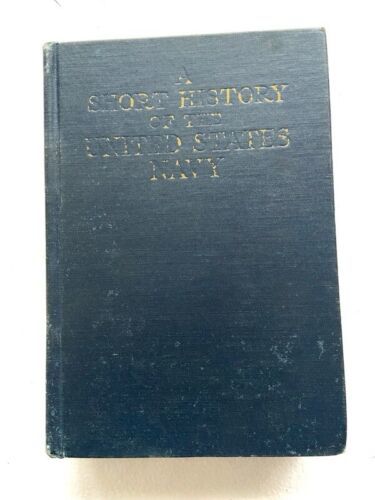 A
SHORT HISTORY
OF THE
UNITED STATES
NAVY